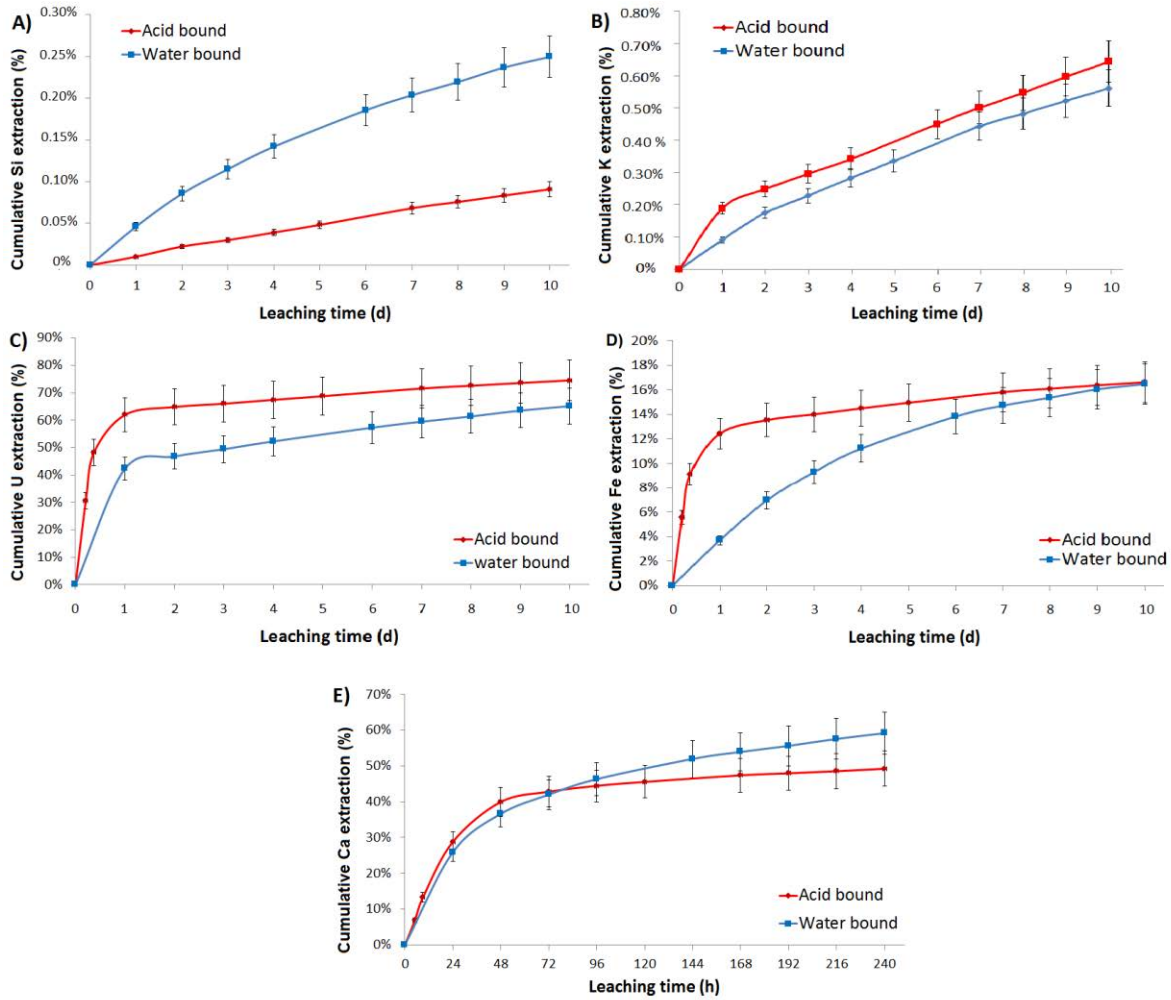 A)
Cumulative Si extraction (%)
0.30%
0.25%
0.20%
0.15%
0.10%
0.05%
0%
Acid bound
Water bound
0 1 2 3 4 5 6 7 8 9 10
Leaching time (d)
B)
Cumulative K extraction (%)
0.80%
0.70%
0.60%
0.50%
0.40%
0.30%
0.20%
0.10%
0%
Acid bound
Water bound
0 1 2 3 4 5 6 7 8 9 10
Leaching time (d)
C)
Cumulative U extraction (%)
90%
80%
70%
60%
50%
40%
30%
20%
10%
0%
Acid bound
water bound
0 1 2 3 4 5 6 7 8 9 10
Leaching time (d)
D)
Cumulative Fe extraction (%)
20%
18%
16%
14%
12%
10%
8%
6%
4%
2%
0%
Acid bound
Water bound
0 1 2 3 4 5 6 7 8 9 10
Leaching time (d)
E)
Cumulative Ca extraction (%)
70%
60%
50%
40%
30%
20%
10%
0%
Acid bound
Water bound
0 24 48 72 96 120 144 168 192 216 240
Leaching time (h)